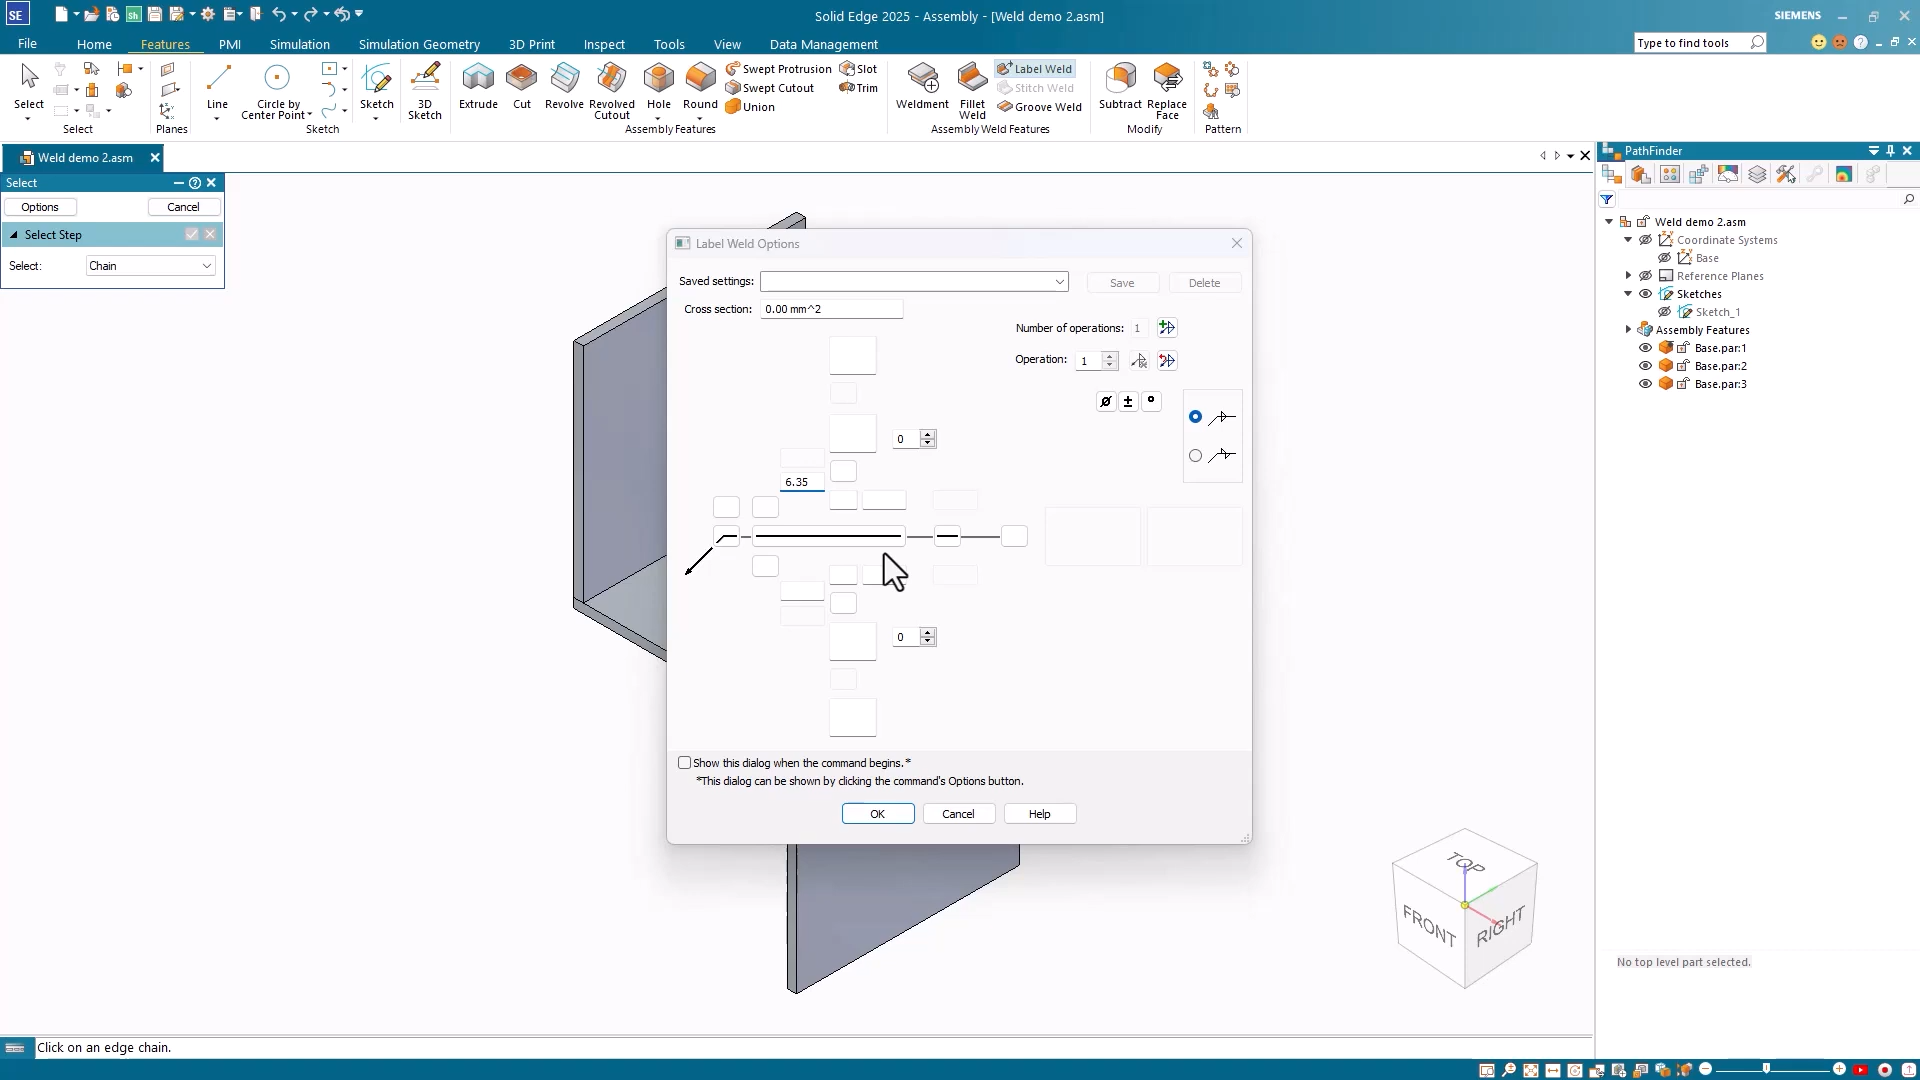 SE
Sh
Solid Edge 2025 - Assembly - [Weld demo 2.asm]
SIEMENS
File
Home
Features
PMI
Simulation
Simulation Geometry
3D Print
Inspect
Tools
View
Data Management
Type to find tools
Select
Line
Circle by
Center Point
Sketch
3D
Sketch
Extrude
Cut
Revolve
Revolved
Cutout
Hole
Round
Swept Protrusion
Swept Cutout
Union
Slot
Trim
Weldment
Fillet
Weld
Label Weld
Stitch Weld
Groove Weld
Subtract
Replace
Face
Select
Planes
Sketch
Assembly Features
Assembly Weld Features
Modify
Pattern
Weld demo 2.asm
Select
Options
Cancel
Select Step
Select:
Chain
Label Weld Options
Saved settings:
Save
Delete
Cross section:
0.00 mm^2
Number of operations: 1
Operation:
1
0
6.35
0
Show this dialog when the command begins.*
*This dialog can be shown by clicking the command's Options button.
OK
Cancel
Help
PathFinder
Weld demo 2.asm
Coordinate Systems
Base
Reference Planes
Sketches
Sketch_1
Assembly Features
Base.par:1
Base.par:2
Base.par:3
No top level part selected.
TOP
FRONT
RIGHT
Click on an edge chain.